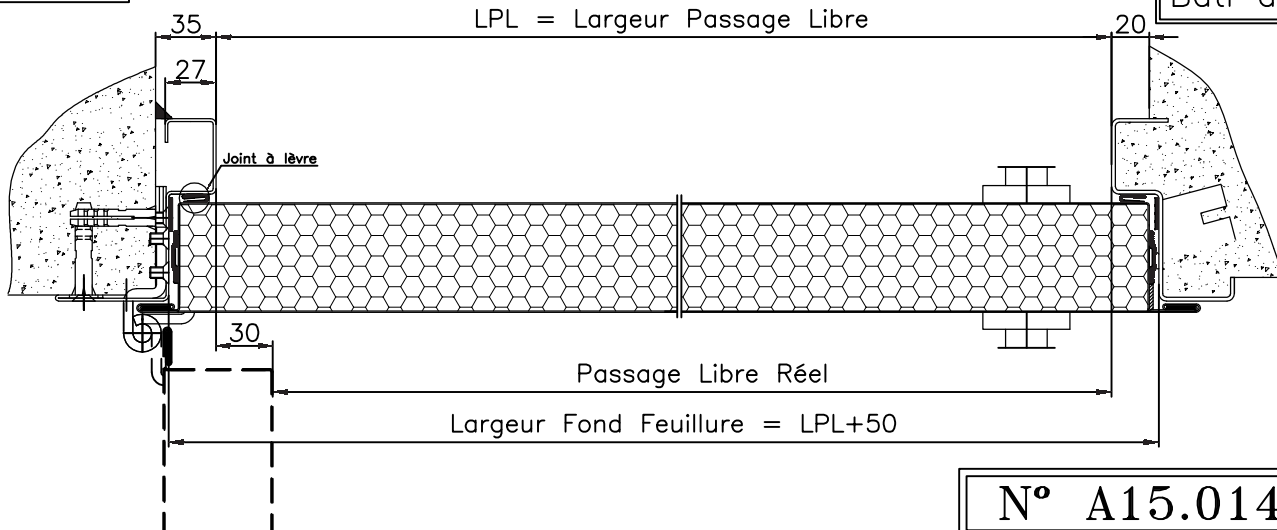 LPL = Largeur Passage Libre
Bâti
35
20
27
Joint à lèvre
30
Passage Libre Réel
Largeur Fond Feuillure = LPL+50
N° A15.014